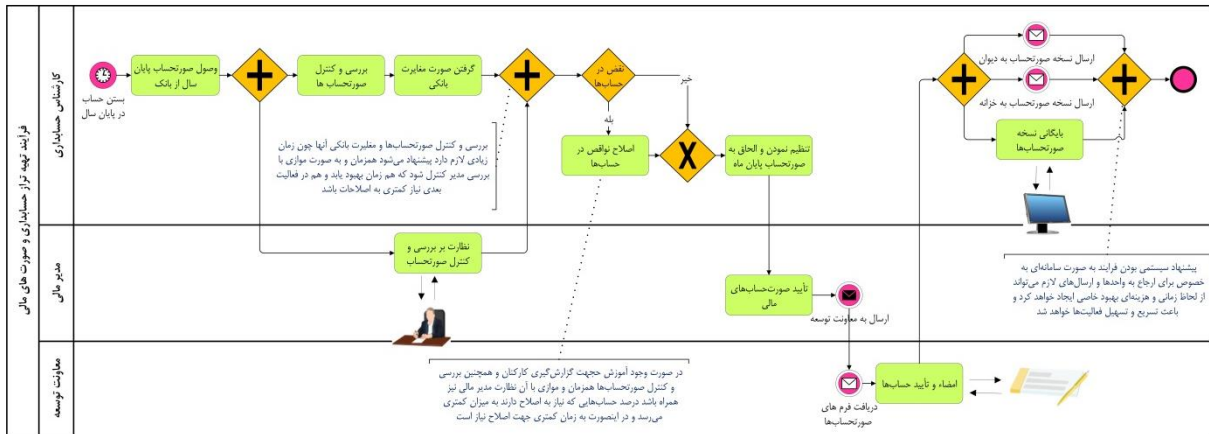 فرآیند تهیه تراز حسابداری و صورت های مالی
کارشناس حسابداری
بستن حساب
در پایان سال
وصول صورتحساب پایان
سال از بانک
بررسی و کنترل
صورتحساب ها
گرفتن صورت مغایرت
بانکی
نقص در
حساب‌ها
خیر
بله
اصلاح نواقص در
حساب‌ها
تنظیم نمودن و الحاق به
صورتحساب پایان ماه
ارسال نسخه صورتحساب به دیوان
ارسال نسخه صورتحساب به خزانه
بایگانی نسخه
صورتحساب‌ها
بررسی و کنترل صورتحساب‌ها و مغایرت بانکی آنها چون زمان
زیادی لازم دارد پیشنهاد می‌شود همزمان و به صورت موازی با
بررسی مدیر کنترل شود که هم زمان بهبود یابد و هم در فعالیت
بعدی نیاز کمتری به اصلاحات باشد
مدیر مالی
نظارت بر بررسی و
کنترل صورتحساب
تأیید صورت‌حساب‌های
مالی
ارسال به معاونت توسعه
پیشنهاد سیستمی بودن فرایند به صورت سامانه‌ای به
خصوص برای ارجاع به واحدها و ارسال‌های لازم می‌تواند
از لحاظ زمانی و هزینه‌ای بهبود خاصی ایجاد خواهد کرد و
باعث تسریع و تسهیل فعالیت‌ها خواهد شد
معاونت توسعه
در صورت وجود آموزش حجهت گزارش‌گیری کارکنان و همچنین بررسی
و کنترل صورتحساب‌ها همزمان و موازی با آن نظارت مدیر مالی نیز
همراه باشد درصد حساب‌هایی که نیاز به اصلاح دارند به میزان کمتری
می‌رسد و در اینصورت به زمان کمتری جهت اصلاح نیاز است
دریافت فرم های
صورتحساب‌ها
امضاء و تأیید حساب‌ها